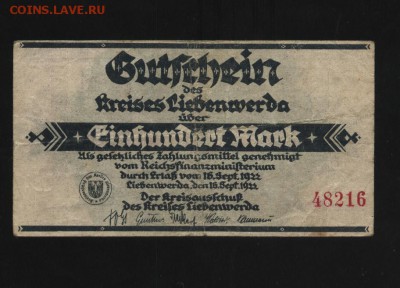 COINS.ЛАVE.RU
Gutschein
des
Kreises Liebenwerda
über
Einhundert Mark
Als gesetzliches Zahlungsmittel genehmigt
vom Reichsfinanzministerium
durch Erlaß vom 16. Sept. 1922
Liebenwerda, den 16. Sept. 1922
Der Kreisausschuß
des Kreises Liebenwerda
48216